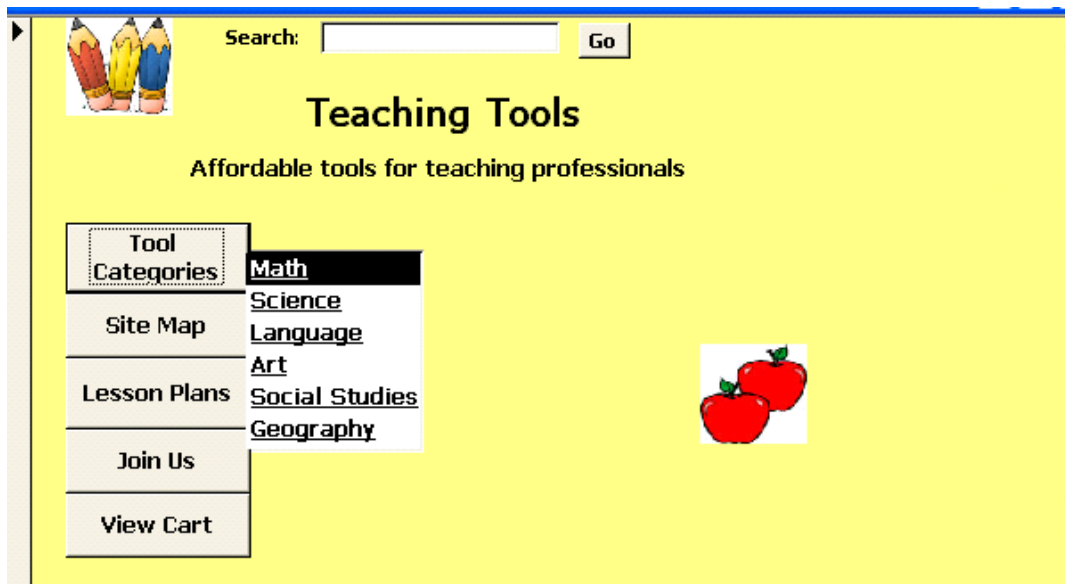 Search:
Go
Teaching Tools
Affordable tools for teaching professionals
Tool
Categories
Math
Science
Language
Art
Social Studies
Geography
Site Map
Lesson Plans
Join Us
View Cart